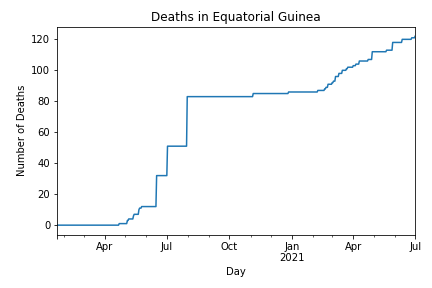 Deaths in Equatorial Guinea
120
100
80
60
40
20
0
Number of Deaths
Apr Jul Oct Jan Apr Jul
2021
Day